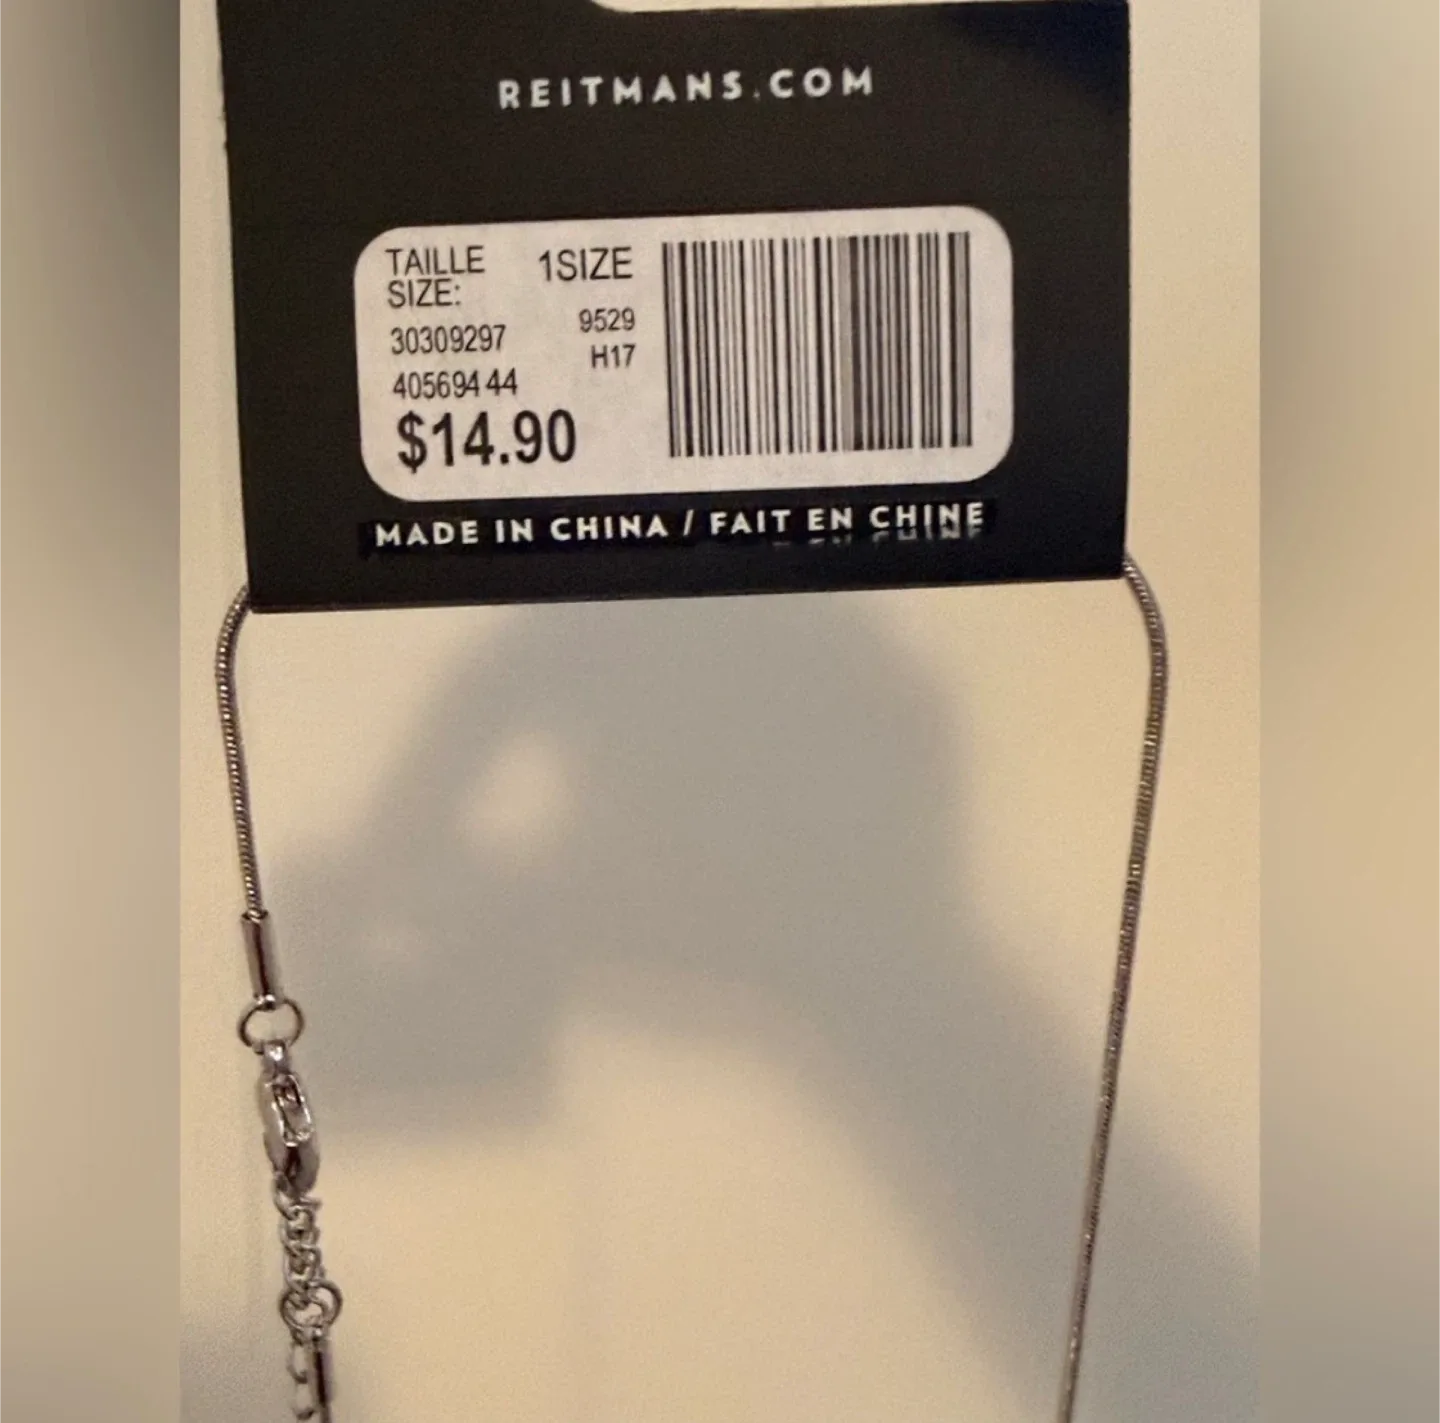 REITMANS.COM
TAILLE
SIZE: 1SIZE
30309297 9529
H17
40569444
$14.90
MADE IN CHINA / FAIT EN CHINE